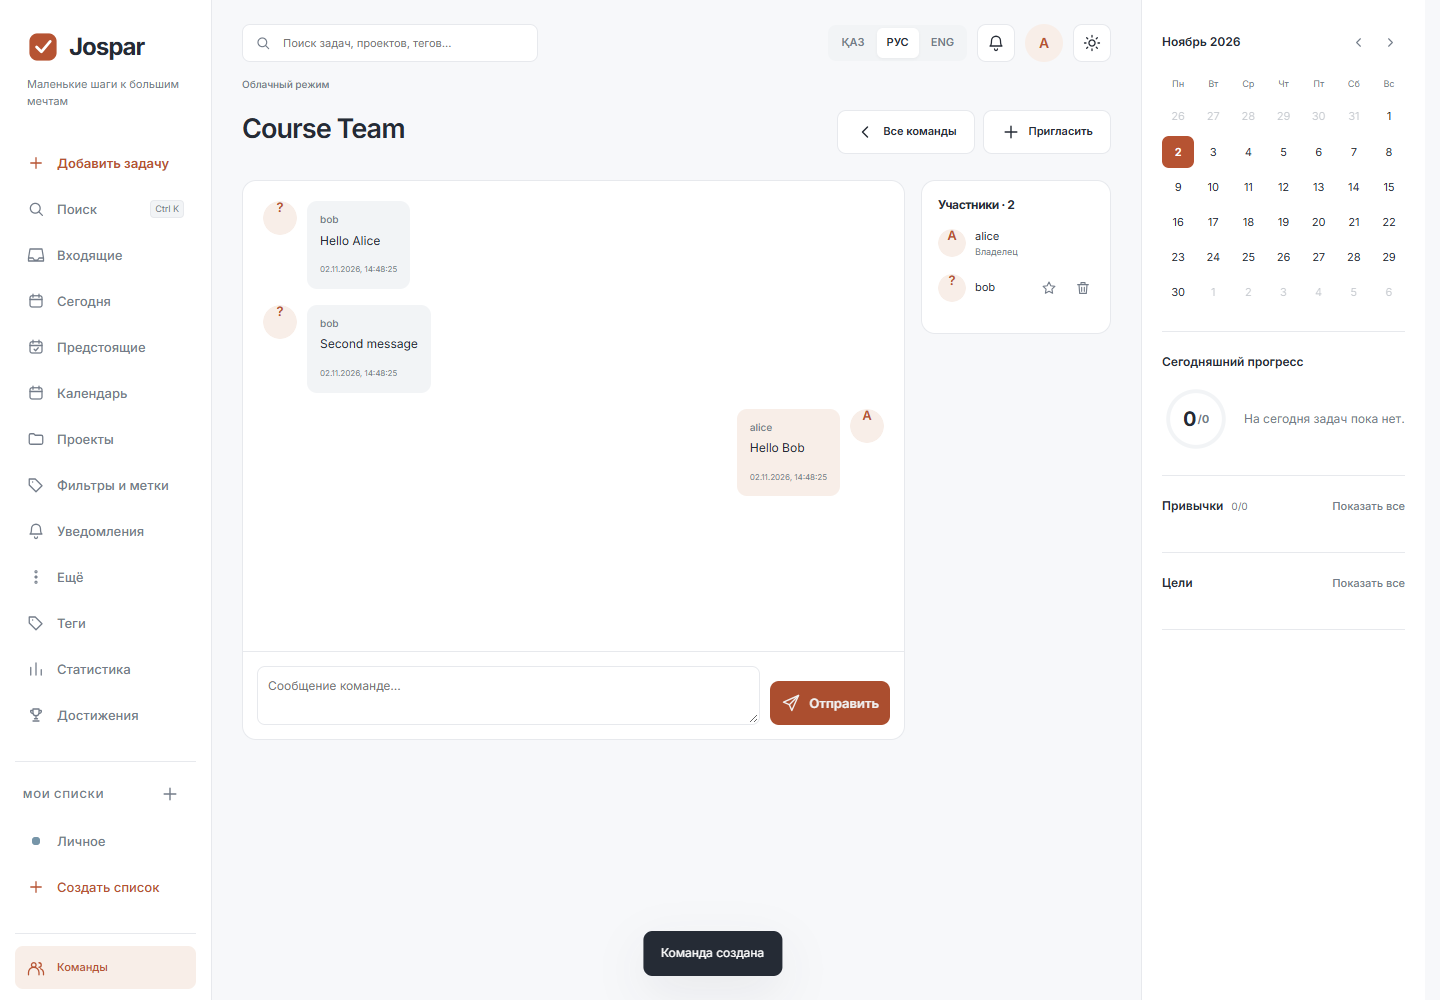 Jospar
Маленькие шаги к большим
мечтам
Добавить задачу
Поиск
Ctrl K
Входящие
Сегодня
Предстоящие
Календарь
Проекты
Фильтры и метки
Уведомления
Ещё
Теги
Статистика
Достижения
МОИ СПИСКИ
Личное
Создать список
Команды
Поиск задач, проектов, тегов...
ҚАЗ
РУС
ENG
A
Облачный режим
Course Team
Все команды
Пригласить
?
bob
Hello Alice
02.11.2026, 14:48:25
?
bob
Second message
02.11.2026, 14:48:25
alice
Hello Bob
02.11.2026, 14:48:25
A
Сообщение команде...
Отправить
Участники · 2
A
alice
Владелец
?
bob
Команда создана
Ноябрь 2026
Пн Вт Ср Чт Пт Сб Вс
26 27 28 29 30 31 1
2 3 4 5 6 7 8
9 10 11 12 13 14 15
16 17 18 19 20 21 22
23 24 25 26 27 28 29
30 1 2 3 4 5 6
Сегодняшний прогресс
0/0
На сегодня задач пока нет.
Привычки 0/0
Показать все
Цели
Показать все